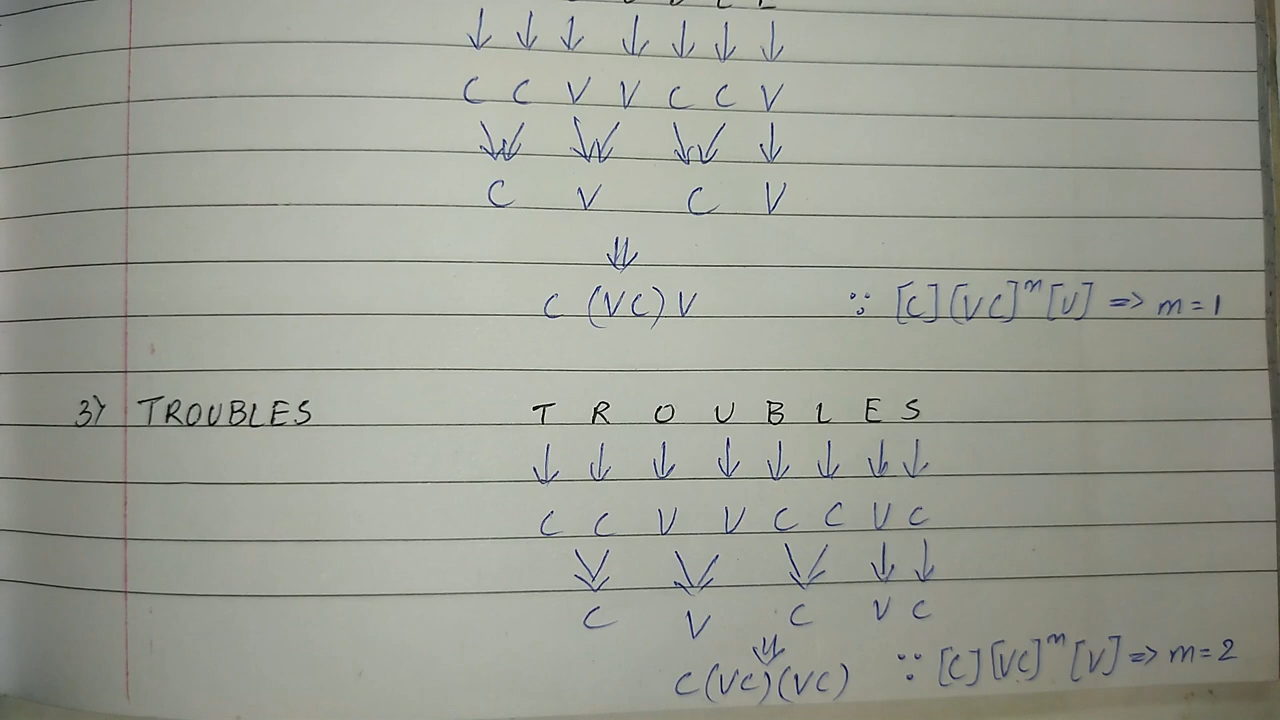 C C V V C C V
C V C V
C (VC) V ∵ [C](VC)^m[V] => m=1
3) TROUBLES T R O U B L E S
C C V V C C V C
C V C V C
C(VC)(VC) ∵ [C](VC)^m[V] => m=2